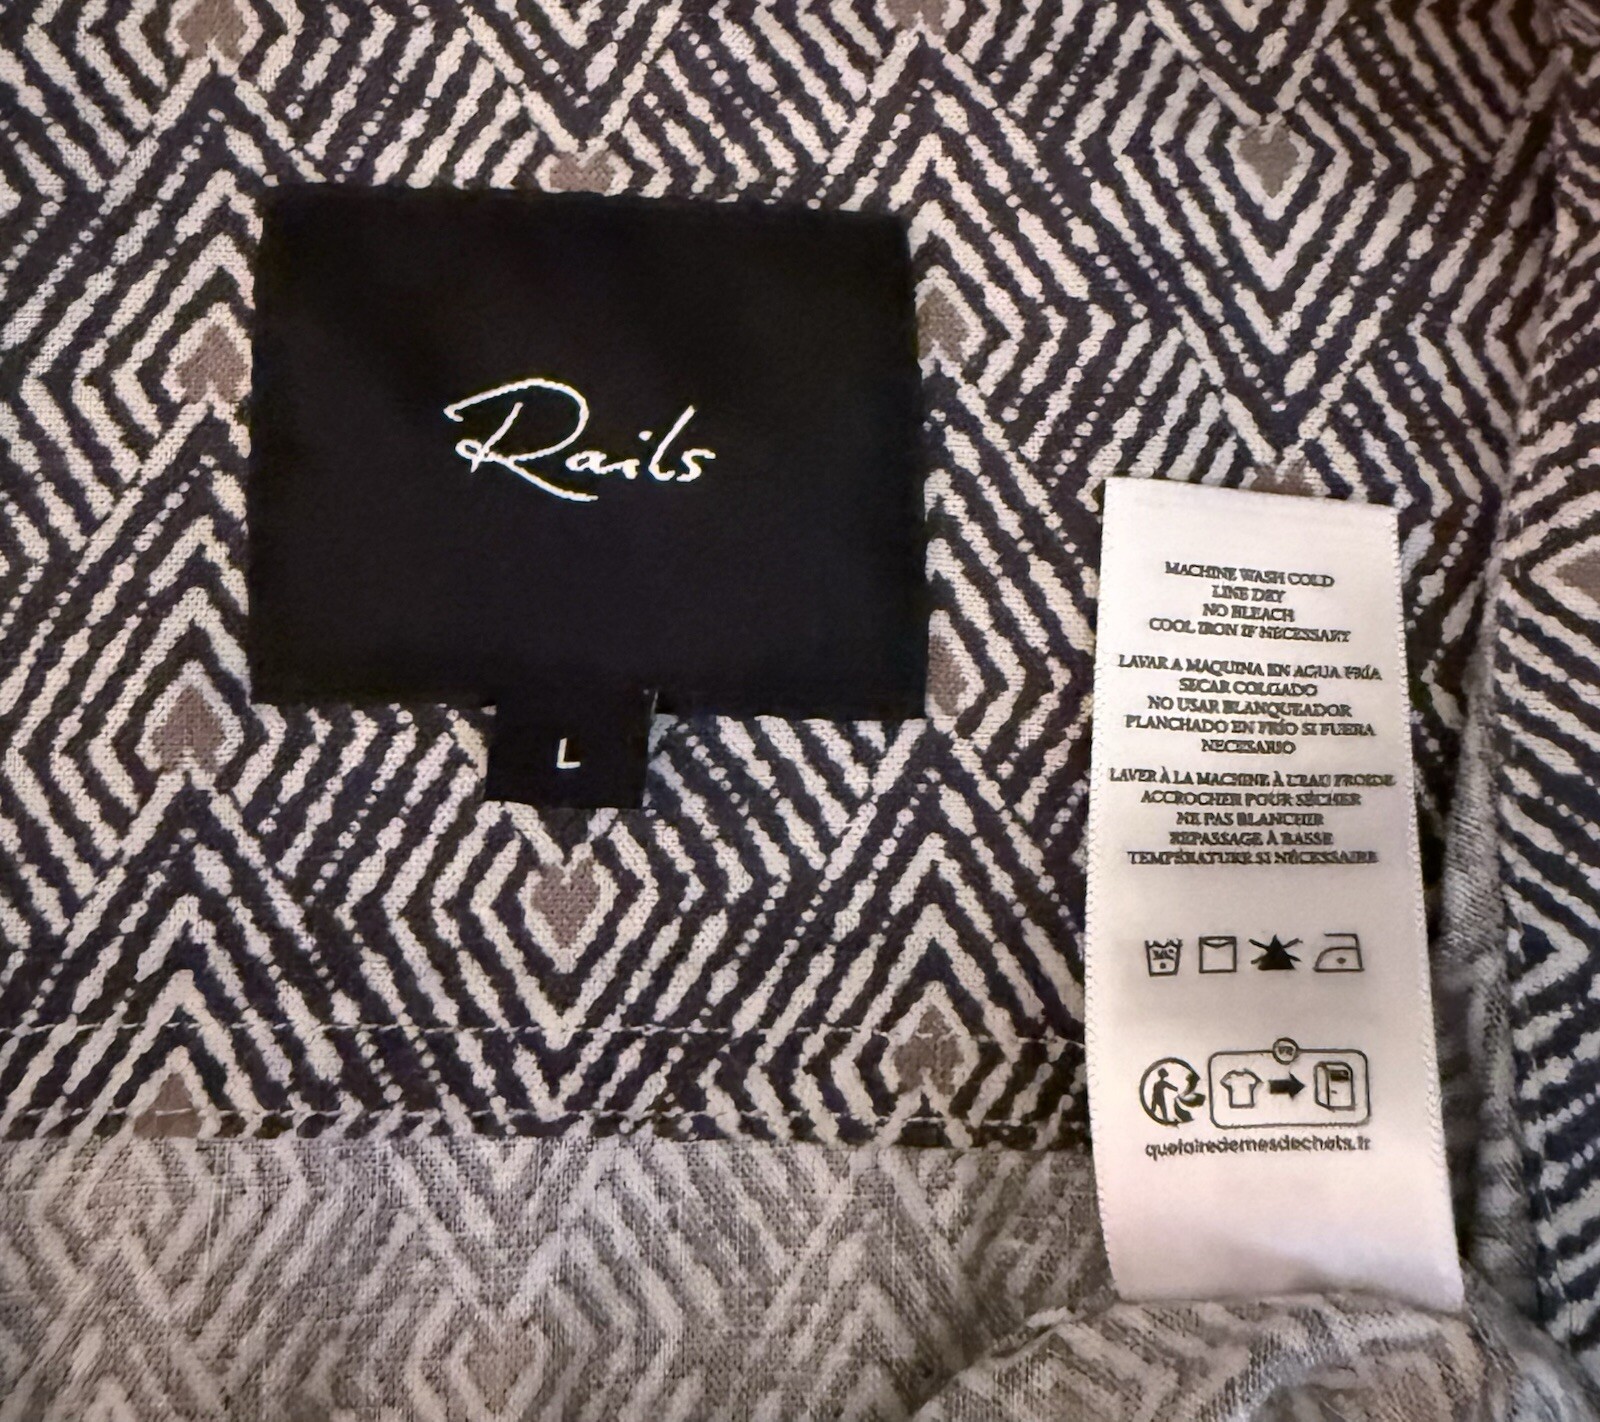 Rails
L
MACHINE WASH COLD
LINE DRY
NO BLEACH
COOL IRON IF NECESSARY
LAVAR A MAQUINA EN AGUA FRÍA
SECAR COLGADO
NO USAR BLANQUEADOR
PLANCHADO EN FRÍO SI FUERA
NECESARIO
LAVER À LA MACHINE À L'EAU FROIDE
ACCROCHER POUR SÉCHER
NE PAS BLANCHIR
REPASSAGE À BASSE
TEMPÉRATURE SI NÉCESSAIRE
FR
quefairedemesdechets.fr